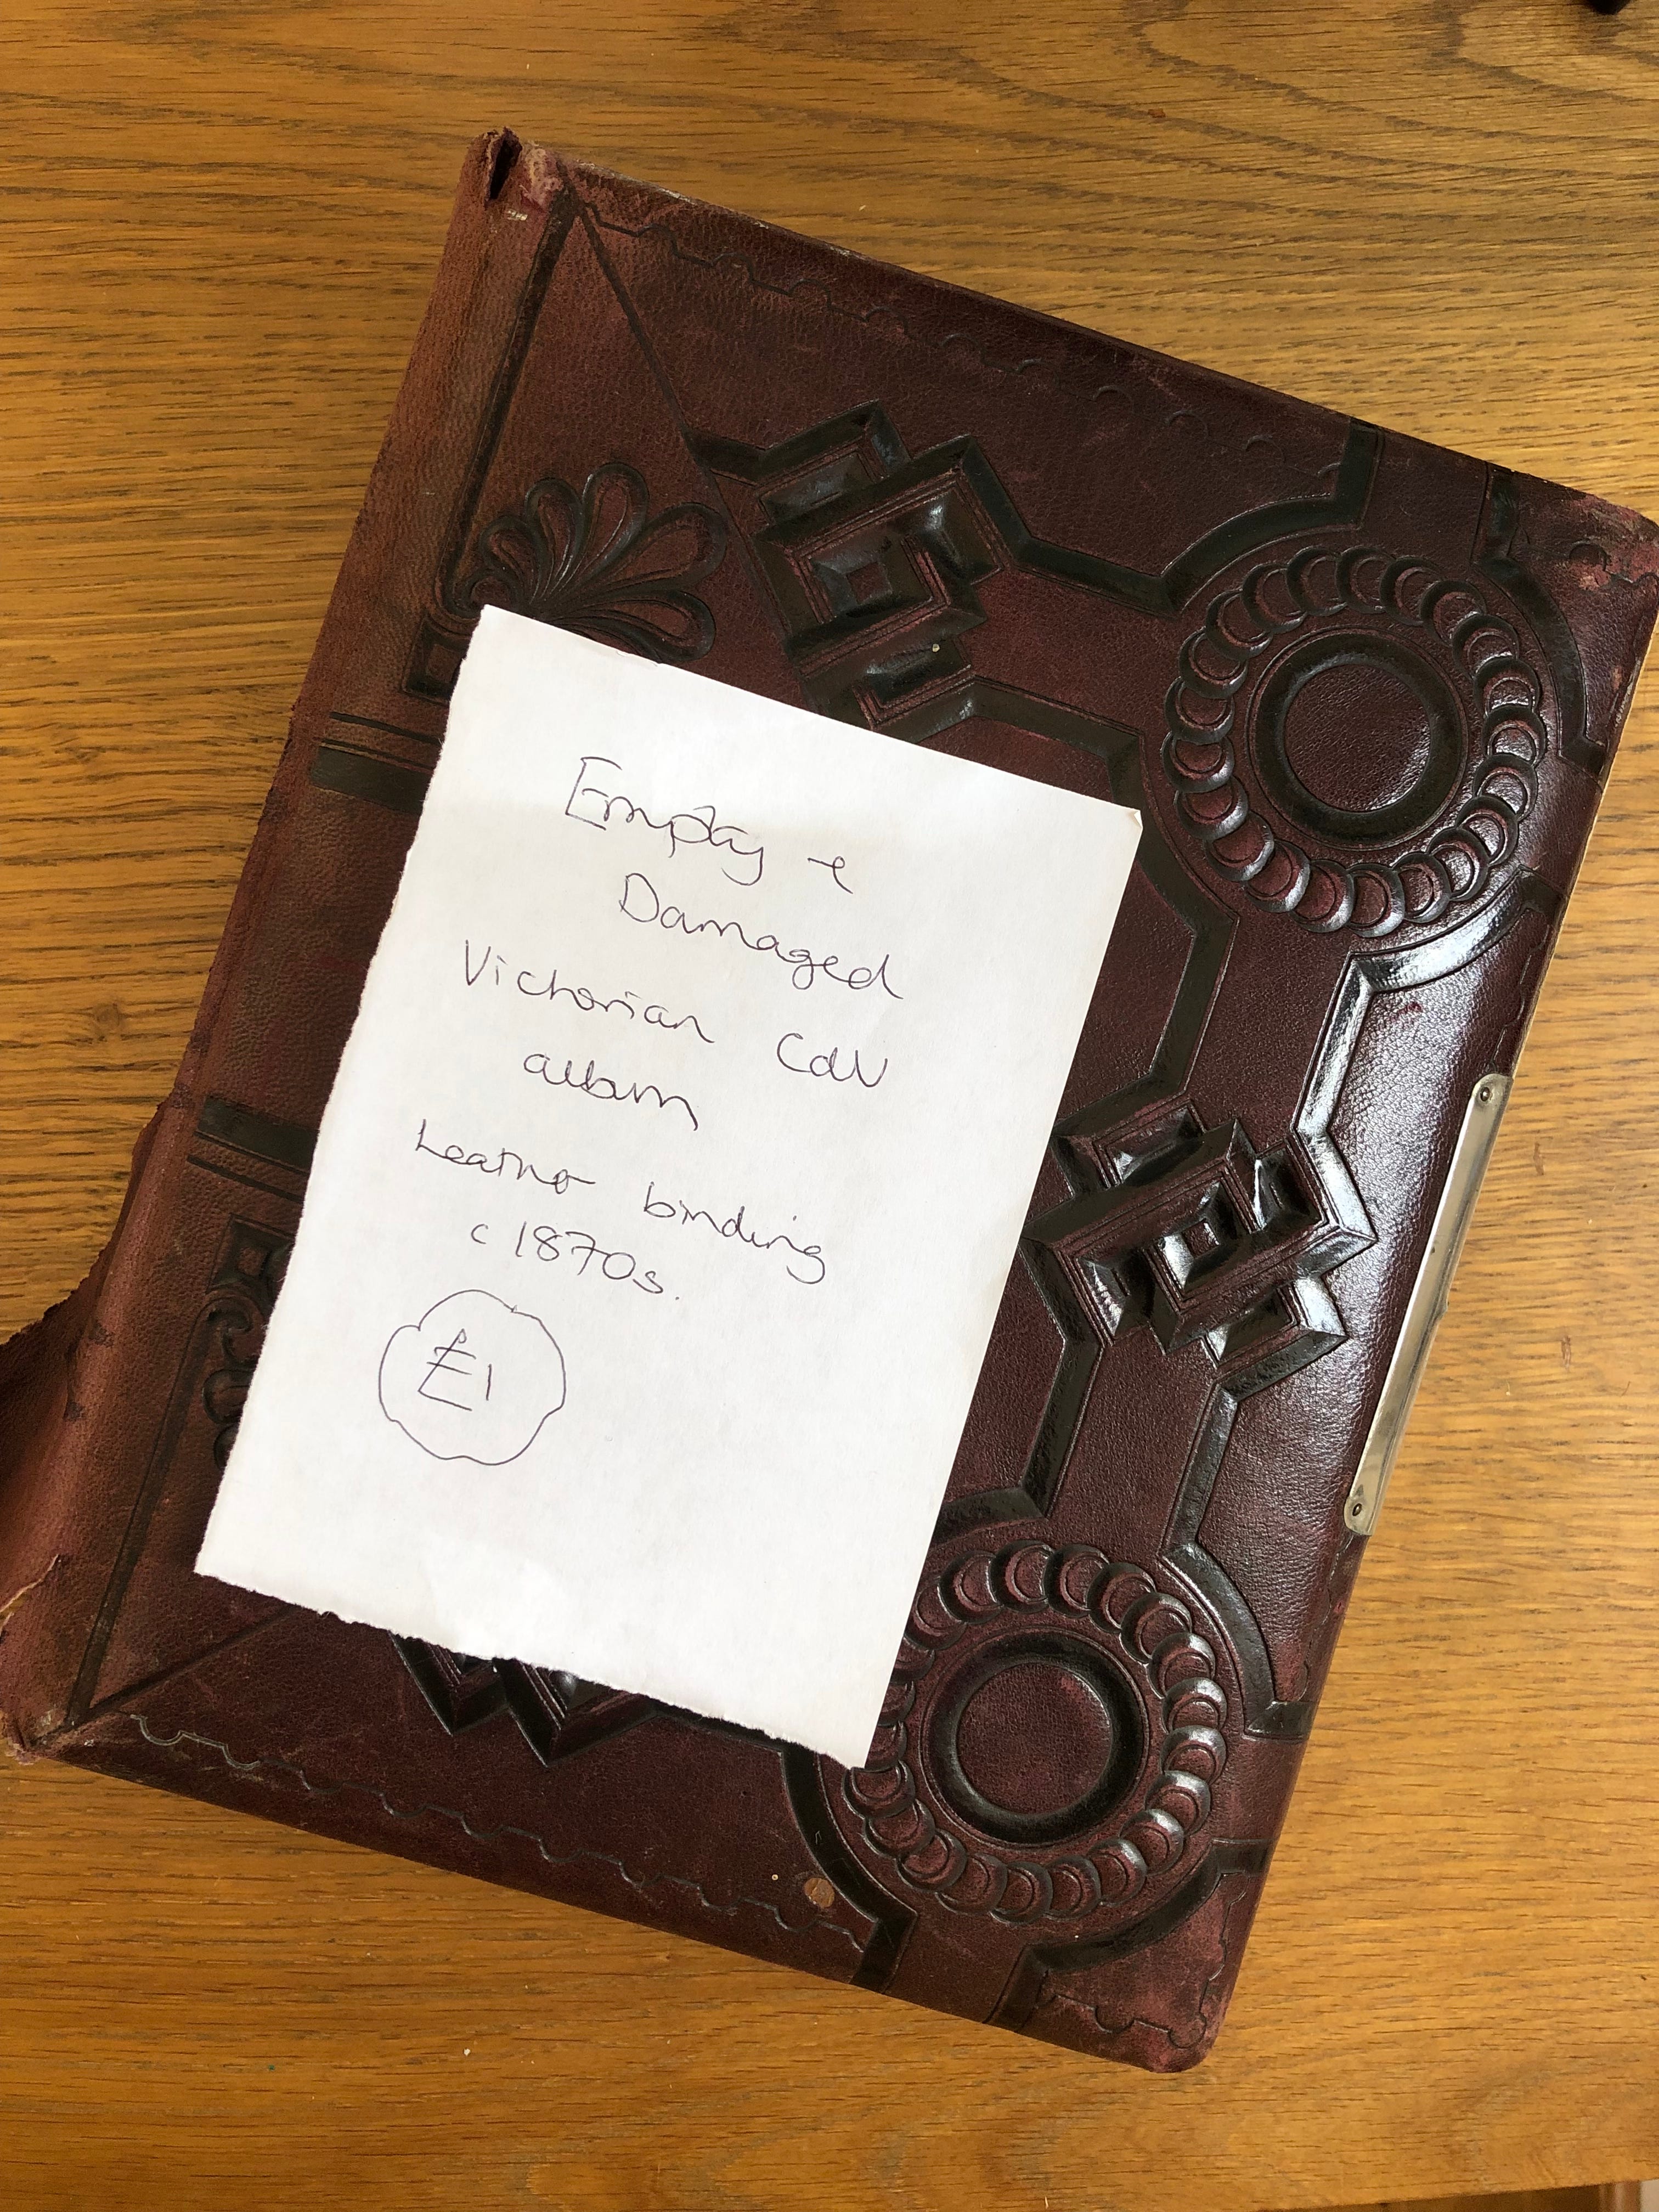 Empty +
Damaged
Victorian CdV
album
Leather binding
c 1870s.
£1